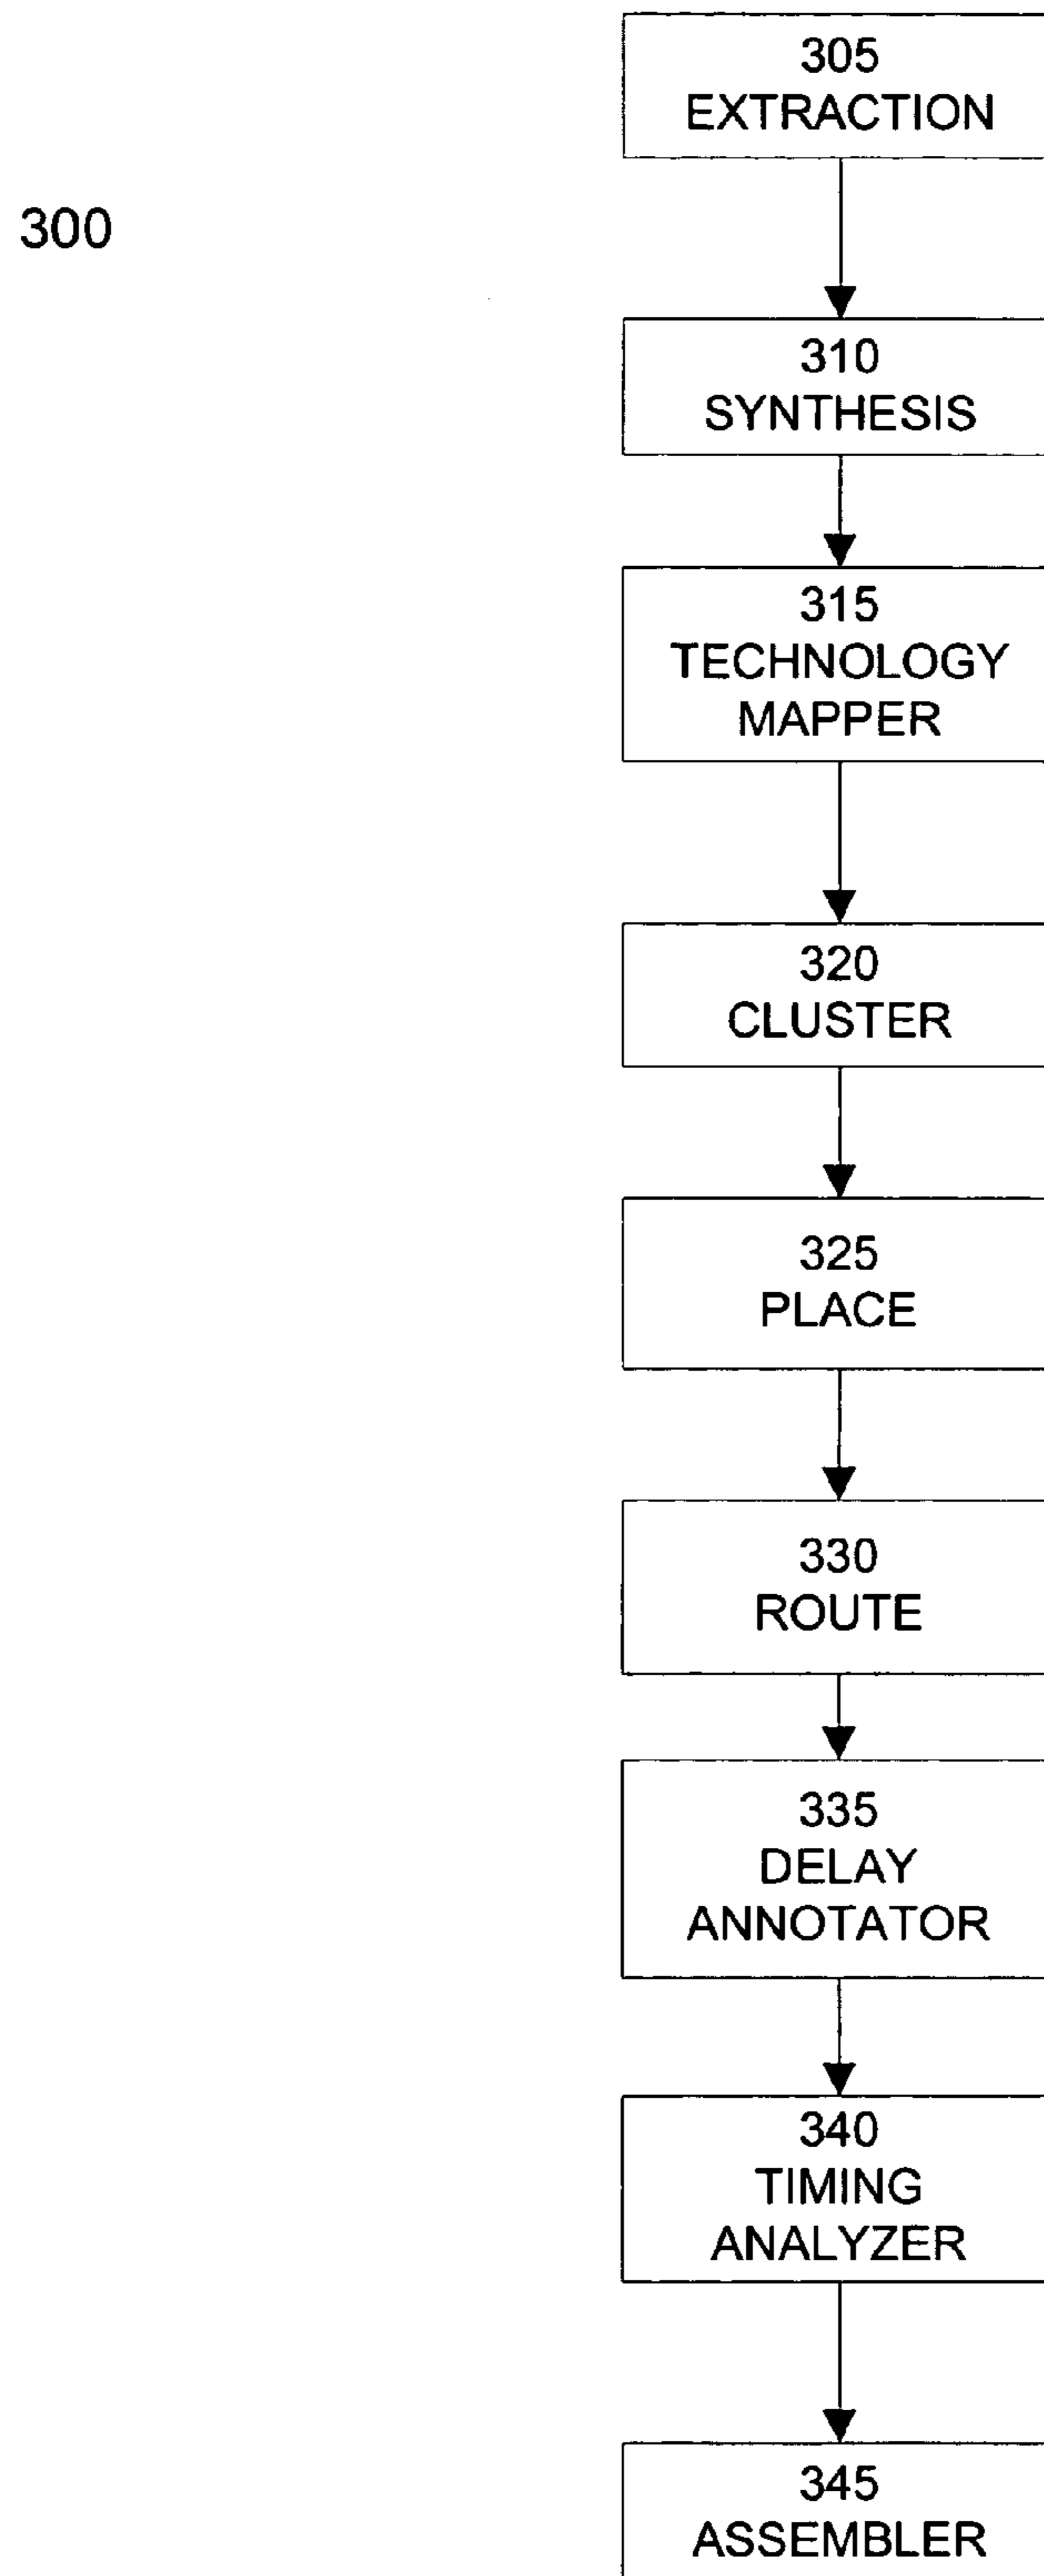 305
EXTRACTION
300
310
SYNTHESIS
315
TECHNOLOGY
MAPPER
320
CLUSTER
325
PLACE
330
ROUTE
335
DELAY
ANNOTATOR
340
TIMING
ANALYZER
345
ASSEMBLER